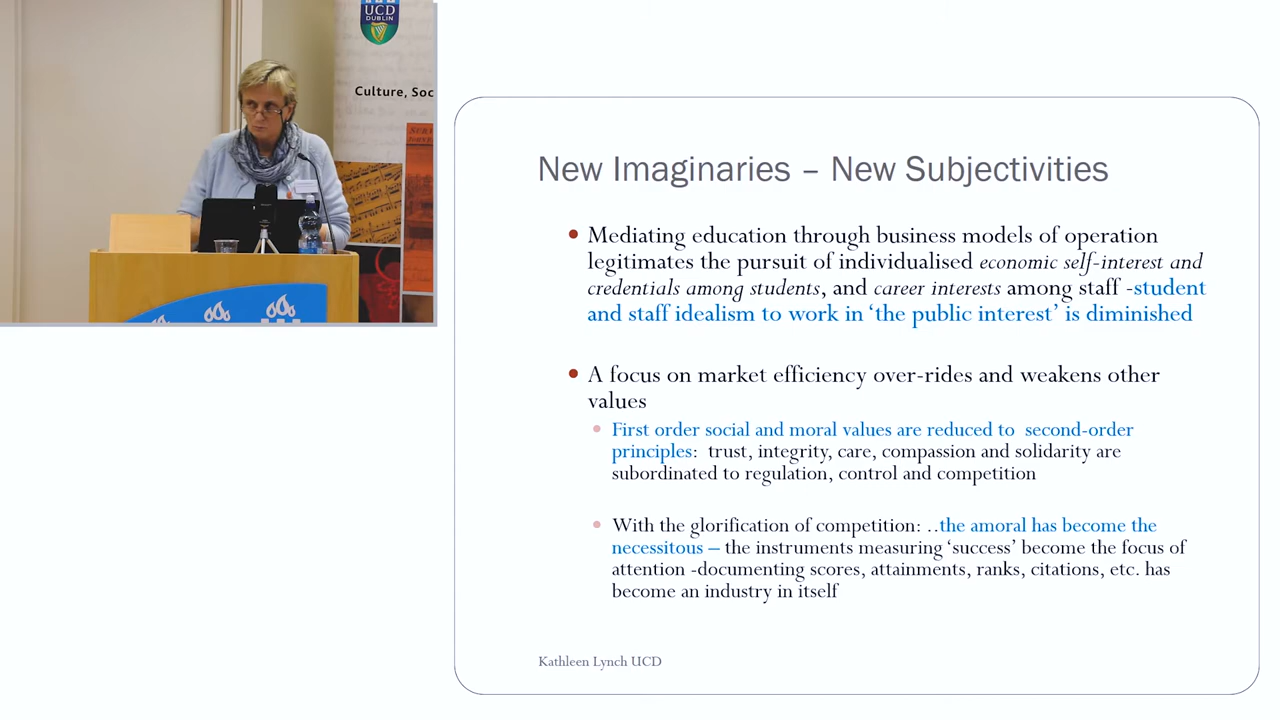 UCD
DUBLIN
Culture, Soc
New Imaginaries – New Subjectivities
Mediating education through business models of operation
legitimates the pursuit of individualised economic self-interest and
credentials among students, and career interests among staff -student
and staff idealism to work in ‘the public interest’ is diminished
A focus on market efficiency over-rides and weakens other
values
First order social and moral values are reduced to  second-order
principles:  trust, integrity, care, compassion and solidarity are
subordinated to regulation, control and competition
With the glorification of competition: ..the amoral has become the
necessitous – the instruments measuring ‘success’ become the focus of
attention -documenting scores, attainments, ranks, citations, etc. has
become an industry in itself
Kathleen Lynch UCD